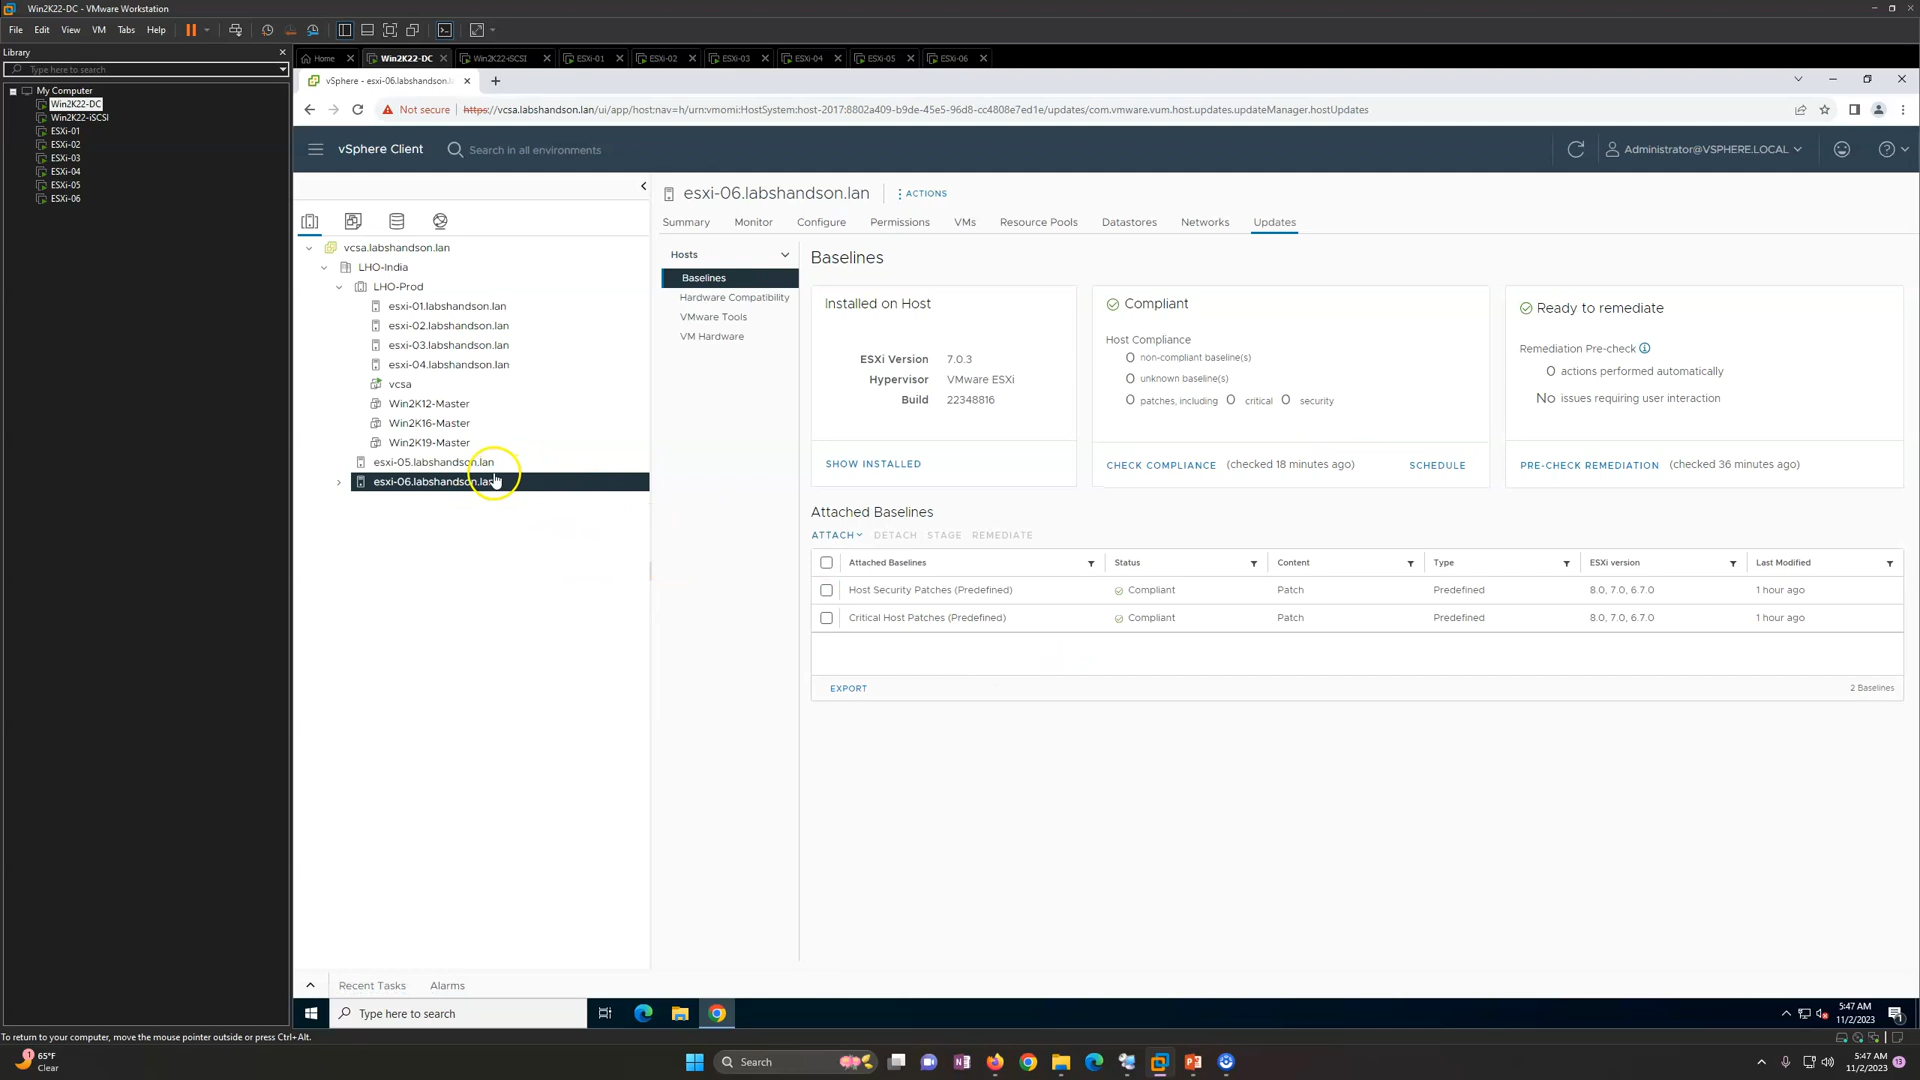 Win2K22-DC - VMware Workstation
File Edit View VM Tabs Help
Library
Type here to search
My Computer
Win2K22-DC
Win2K22-iSCSI
ESXi-01
ESXi-02
ESXi-03
ESXi-04
ESXi-05
ESXi-06
Home Win2K22-DC Win2K22-iSCSI ESXi-01 ESXi-02 ESXi-03 ESXi-04 ESXi-05 ESXi-06
vSphere - esxi-06.labshandson.l
Not secure https://vcsa.labshandson.lan/ui/app/host;nav=h/urn:vmomi:HostSystem:host-2017:8802a409-b9de-45e5-96d8-cc4808e7ed1e/updates/com.vmware.vum.host.updates.updateManager.hostUpdates
vSphere Client Search in all environments Administrator@VSPHERE.LOCAL
vcsa.labshandson.lan
LHO-India
LHO-Prod
esxi-01.labshandson.lan
esxi-02.labshandson.lan
esxi-03.labshandson.lan
esxi-04.labshandson.lan
vcsa
Win2K12-Master
Win2K16-Master
Win2K19-Master
esxi-05.labshandson.lan
esxi-06.labshandson.lan
esxi-06.labshandson.lan ACTIONS
Summary Monitor Configure Permissions VMs Resource Pools Datastores Networks Updates
Hosts
Baselines
Hardware Compatibility
VMware Tools
VM Hardware
Baselines
Installed on Host
ESXi Version 7.0.3
Hypervisor VMware ESXi
Build 22348816
SHOW INSTALLED
Compliant
Host Compliance
0 non-compliant baseline(s)
0 unknown baseline(s)
0 patches, including 0 critical 0 security
CHECK COMPLIANCE (checked 18 minutes ago) SCHEDULE
Ready to remediate
Remediation Pre-check
0 actions performed automatically
No issues requiring user interaction
PRE-CHECK REMEDIATION (checked 36 minutes ago)
Attached Baselines
ATTACH DETACH STAGE REMEDIATE
Attached Baselines Status Content Type ESXi version Last Modified
Host Security Patches (Predefined) Compliant Patch Predefined 8.0, 7.0, 6.7.0 1 hour ago
Critical Host Patches (Predefined) Compliant Patch Predefined 8.0, 7.0, 6.7.0 1 hour ago
EXPORT 2 Baselines
Recent Tasks Alarms
Type here to search
5:47 AM
11/2/2023
1
To return to your computer, move the mouse pointer outside or press Ctrl+Alt.
1
65°F
Clear
Search
5:47 AM
11/2/2023
13